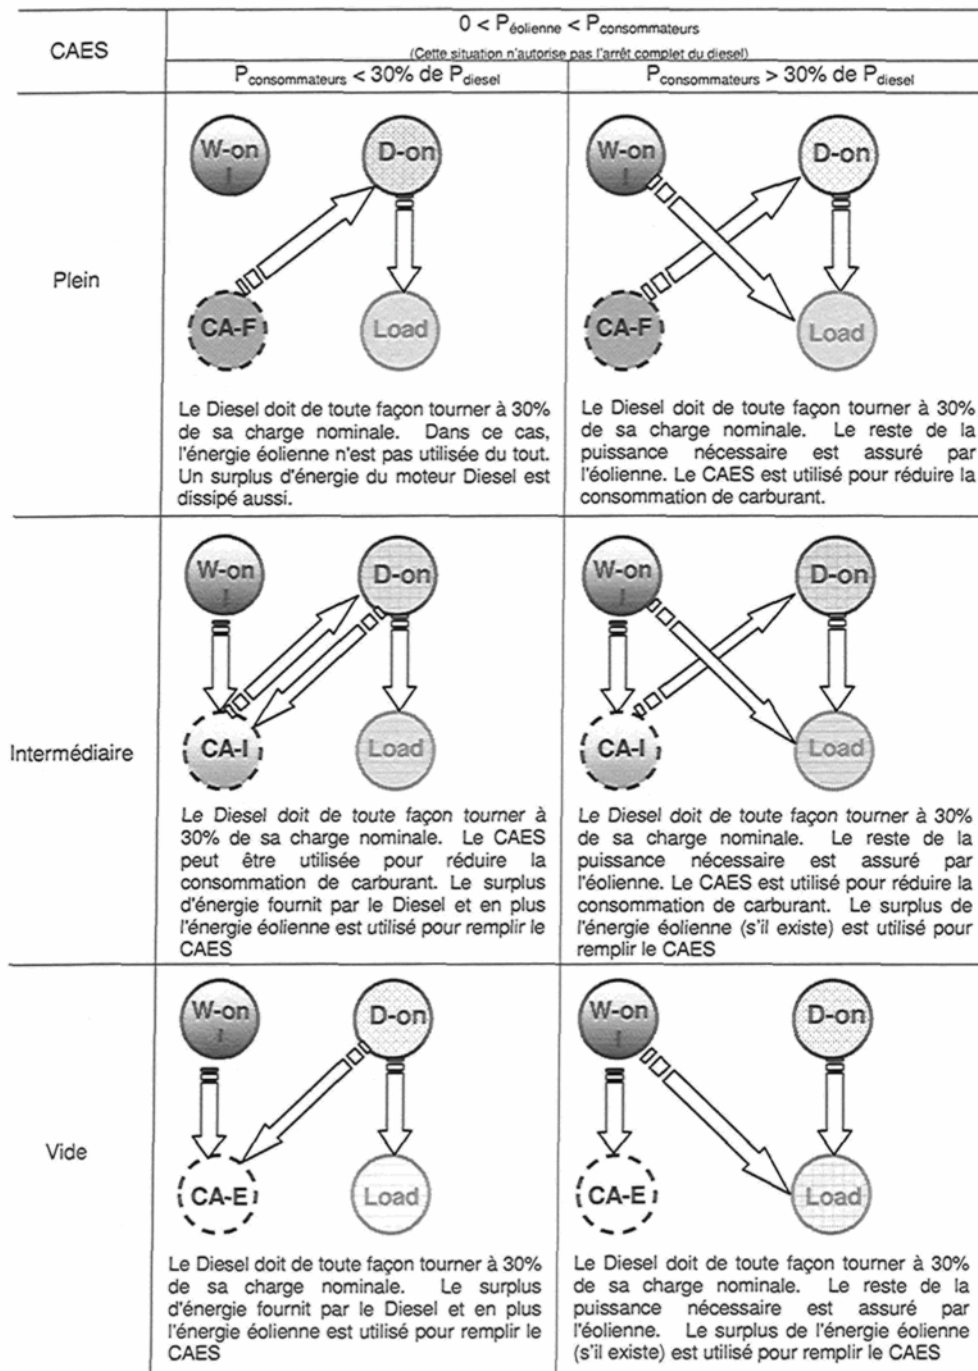 CAES
0 < Péolienne < Pconsommateurs
(Cette situation n'autorise pas l'arrêt complet du diesel)
Pconsommateurs < 30% de Pdiesel
Pconsommateurs > 30% de Pdiesel
Plein
W-on
I
D-on
CA-F
Load
Le Diesel doit de toute façon tourner à 30%
de sa charge nominale. Dans ce cas,
l'énergie éolienne n'est pas utilisée du tout.
Un surplus d'énergie du moteur Diesel est
dissipé aussi.
W-on
I
D-on
CA-F
Load
Le Diesel doit de toute façon tourner à 30%
de sa charge nominale. Le reste de la
puissance nécessaire est assuré par
l'éolienne. Le CAES est utilisé pour réduire la
consommation de carburant.
Intermédiaire
W-on
I
D-on
CA-I
Load
Le Diesel doit de toute façon tourner à
30% de sa charge nominale. Le CAES
peut être utilisée pour réduire la
consommation de carburant. Le surplus
d'énergie fournit par le Diesel et en plus
l'énergie éolienne est utilisé pour remplir le
CAES
W-on
I
D-on
CA-I
Load
Le Diesel doit de toute façon tourner à 30%
de sa charge nominale. Le reste de la
puissance nécessaire est assuré par
l'éolienne. Le CAES est utilisé pour réduire la
consommation de carburant. Le surplus de
l'énergie éolienne (s'il existe) est utilisé pour
remplir le CAES
Vide
W-on
I
D-on
CA-E
Load
Le Diesel doit de toute façon tourner à 30%
de sa charge nominale. Le surplus
d'énergie fournit par le Diesel et en plus
l'énergie éolienne est utilisé pour remplir le
CAES
W-on
I
D-on
CA-E
Load
Le Diesel doit de toute façon tourner à 30%
de sa charge nominale. Le reste de la
puissance nécessaire est assuré par
l'éolienne. Le surplus de l'énergie éolienne
(s'il existe) est utilisé pour remplir le CAES